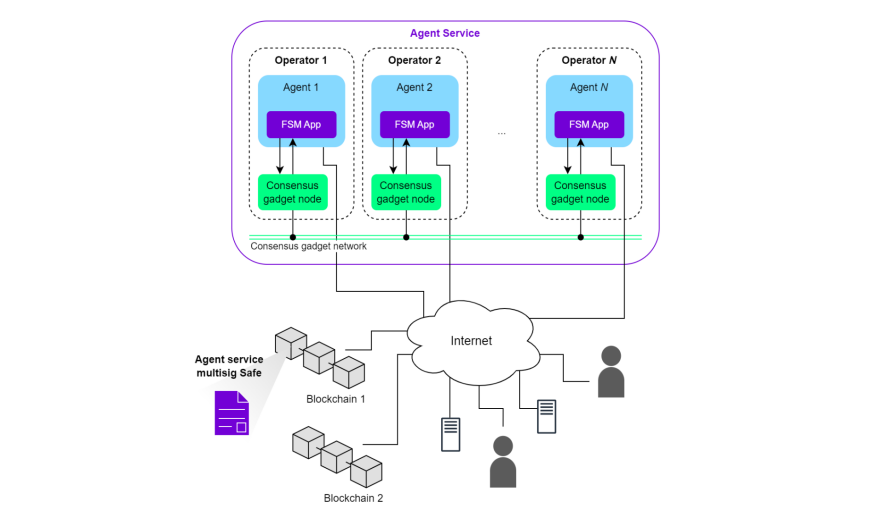 Agent Service
Operator 1
Operator 2
Operator N
Agent 1
Agent 2
Agent N
FSM App
FSM App
...
FSM App
Consensus
gadget node
Consensus
gadget node
Consensus
gadget node
Consensus gadget network
Internet
Agent service
multisig Safe
Blockchain 1
Blockchain 2